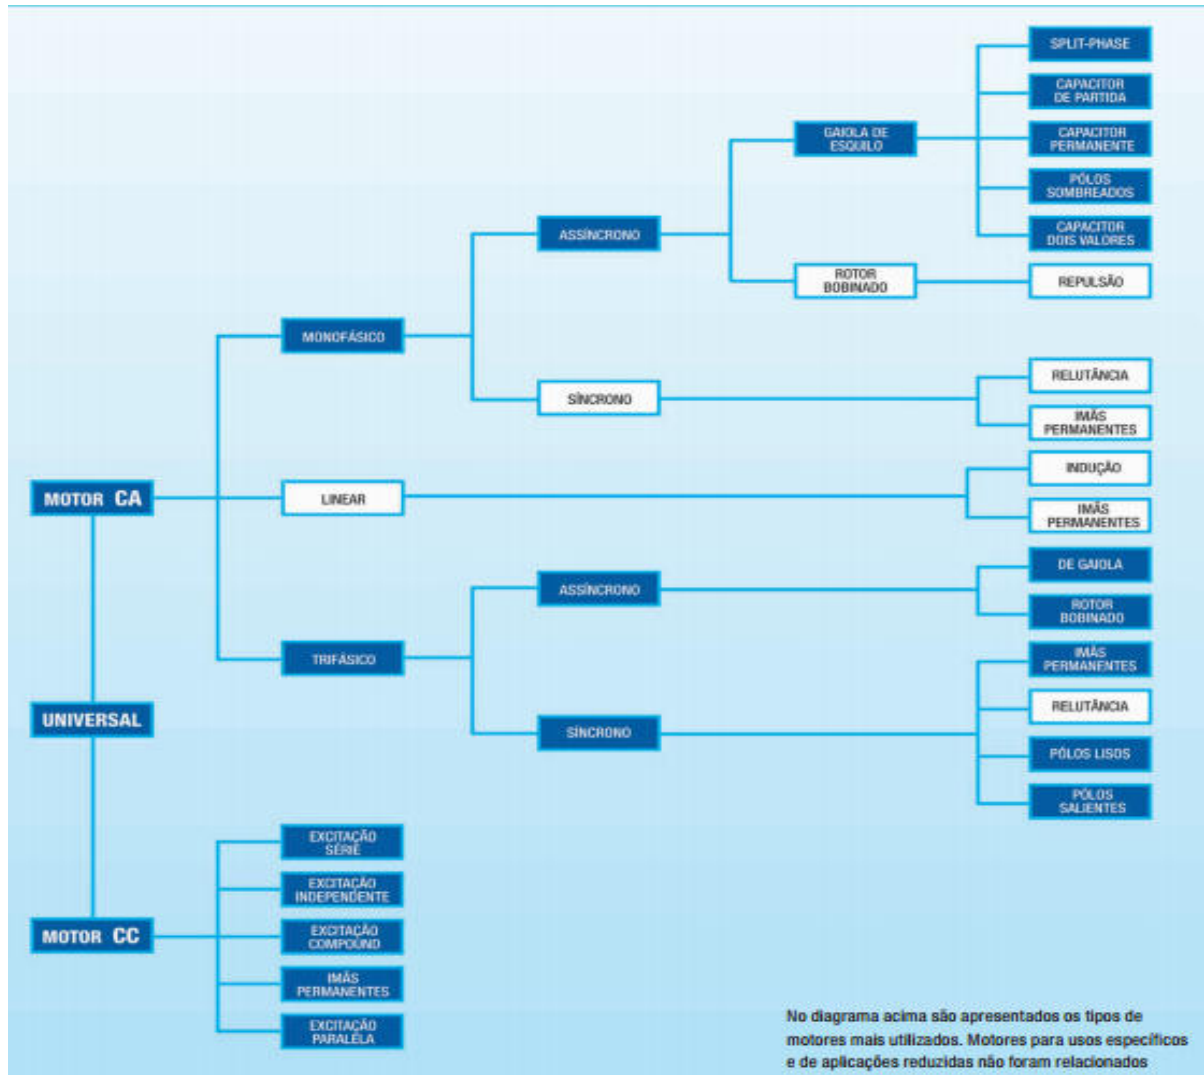 SPLIT-PHASE
CAPACITOR
DE PARTIDA
GAIOLA DE
ESQUILO
CAPACITOR
PERMANENTE
PÓLOS
SOMBREADOS
ASSÍNCRONO
CAPACITOR
DOIS VALORES
ROTOR
BOBINADO
REPULSÃO
MONOFÁSICO
SÍNCRONO
RELUTÂNCIA
IMÃS
PERMANENTES
MOTOR CA
LINEAR
INDUÇÃO
IMÃS
PERMANENTES
ASSÍNCRONO
DE GAIOLA
ROTOR
BOBINADO
TRIFÁSICO
IMÃS
PERMANENTES
RELUTÂNCIA
UNIVERSAL
SÍNCRONO
PÓLOS LISOS
PÓLOS
SALIENTES
EXCITAÇÃO
SÉRIE
EXCITAÇÃO
INDEPENDENTE
MOTOR CC
EXCITAÇÃO
COMPOUND
IMÃS
PERMANENTES
EXCITAÇÃO
PARALELA
No diagrama acima são apresentados os tipos de
motores mais utilizados. Motores para usos específicos
e de aplicações reduzidas não foram relacionados